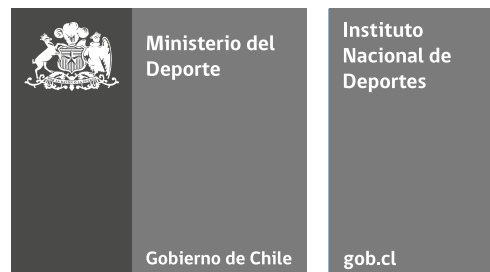 Ministerio del
Deporte
Gobierno de Chile
Instituto
Nacional de
Deportes
gob.cl